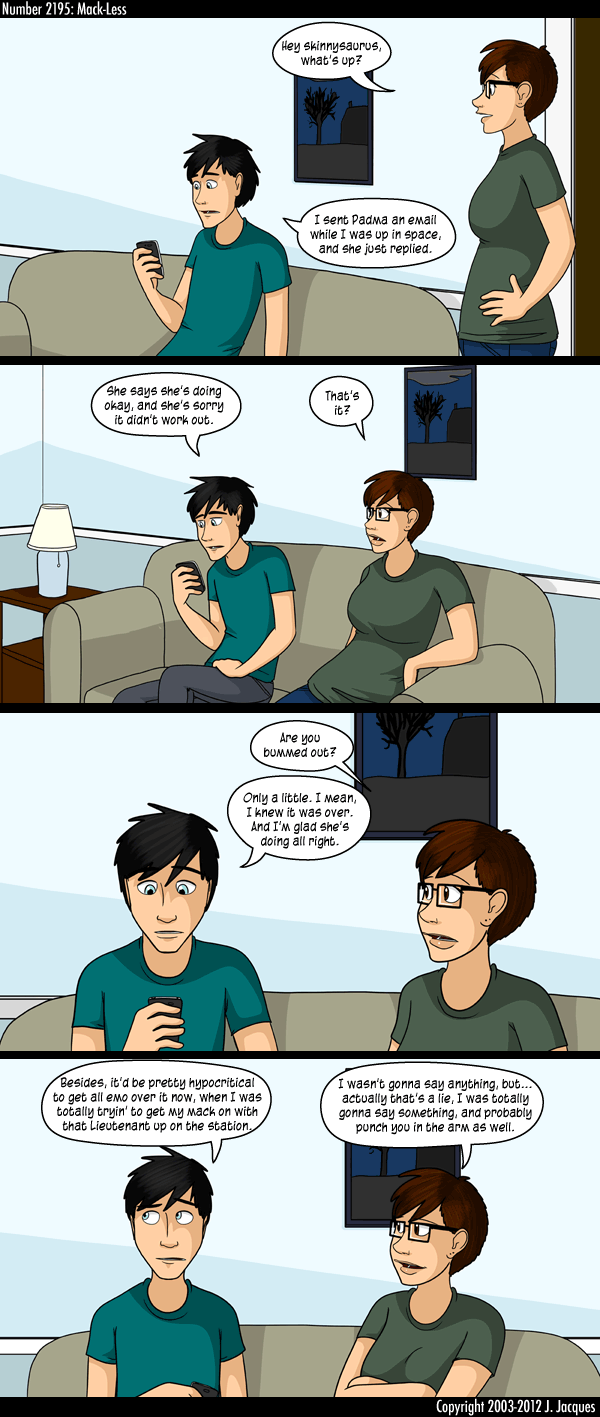 Number 2195: Mack-Less
Hey skinnysaurus,
what's up?
I sent Padma an email
while I was up in space,
and she just replied.
She says she's doing
okay, and she's sorry
it didn't work out.
That's
it?
Are you
bummed out?
Only a little. I mean,
I knew it was over.
And I'm glad she's
doing all right.
Besides, it'd be pretty hypocritical
to get all emo over it now, when I was
totally tryin' to get my mack on with
that Lieutenant up on the station.
I wasn't gonna say anything, but...
actually that's a lie, I was totally
gonna say something, and probably
punch you in the arm as well.
Copyright 2003-2012 J. Jacques